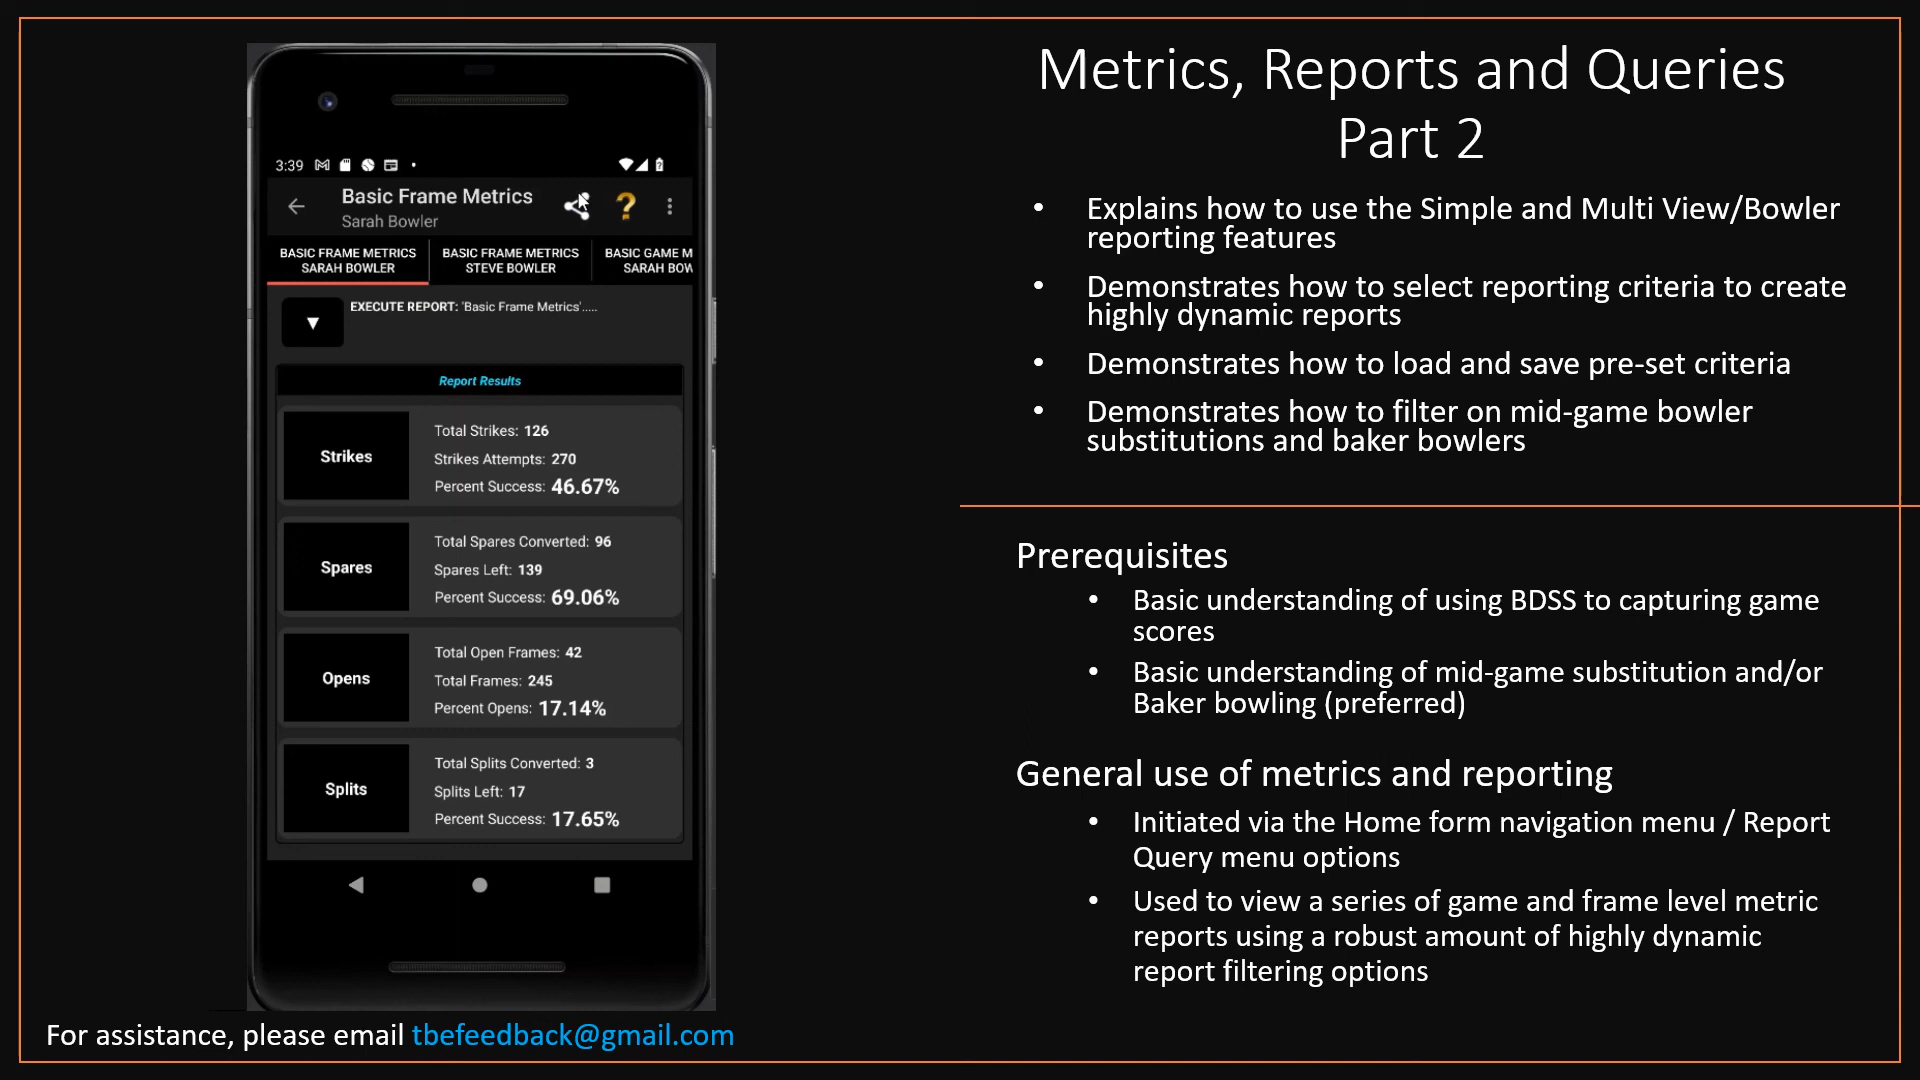 Metrics, Reports and Queries
Part 2
• Explains how to use the Simple and Multi View/Bowler
reporting features
• Demonstrates how to select reporting criteria to create
highly dynamic reports
• Demonstrates how to load and save pre-set criteria
• Demonstrates how to filter on mid-game bowler
substitutions and baker bowlers
Prerequisites
• Basic understanding of using BDSS to capturing game
scores
• Basic understanding of mid-game substitution and/or
Baker bowling (preferred)
General use of metrics and reporting
• Initiated via the Home form navigation menu / Report
Query menu options
• Used to view a series of game and frame level metric
reports using a robust amount of highly dynamic
report filtering options
3:39
Basic Frame Metrics
Sarah Bowler
BASIC FRAME METRICS
SARAH BOWLER
BASIC FRAME METRICS
STEVE BOWLER
BASIC GAME M
SARAH BOW
EXECUTE REPORT: 'Basic Frame Metrics'.....
Report Results
Strikes
Total Strikes: 126
Strikes Attempts: 270
Percent Success: 46.67%
Spares
Total Spares Converted: 96
Spares Left: 139
Percent Success: 69.06%
Opens
Total Open Frames: 42
Total Frames: 245
Percent Opens: 17.14%
Splits
Total Splits Converted: 3
Splits Left: 17
Percent Success: 17.65%
For assistance, please email tbefeedback@gmail.com